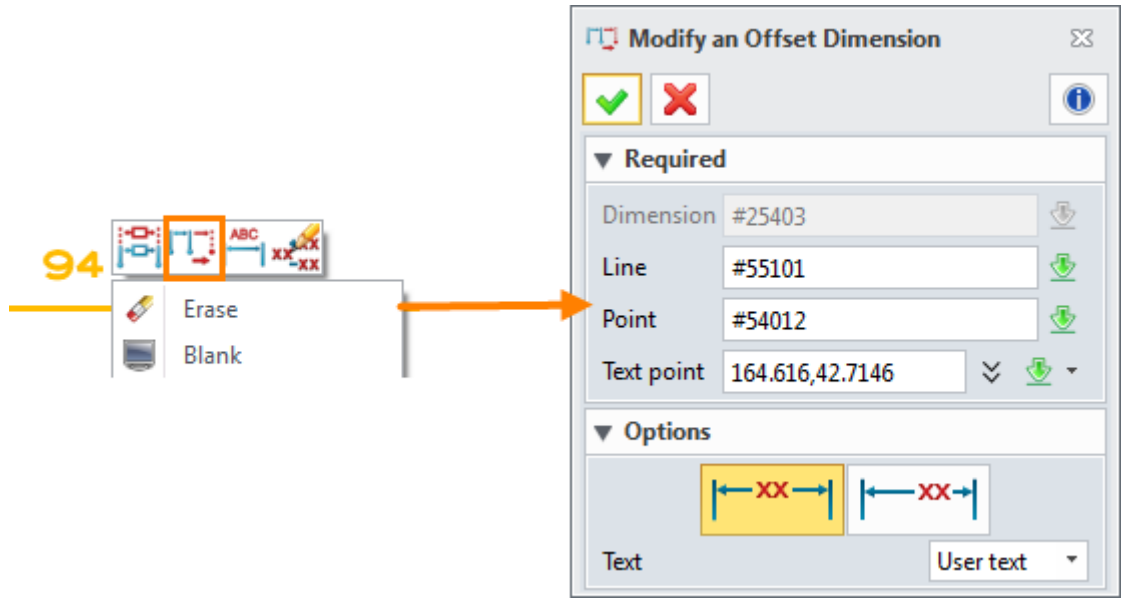 Modify an Offset Dimension
Required
Dimension #25403
Line #55101
Point #54012
Text point 164.616,42.7146
Options
XX XX
Text User text
94
ABC
xx
xx
-xx
Erase
Blank